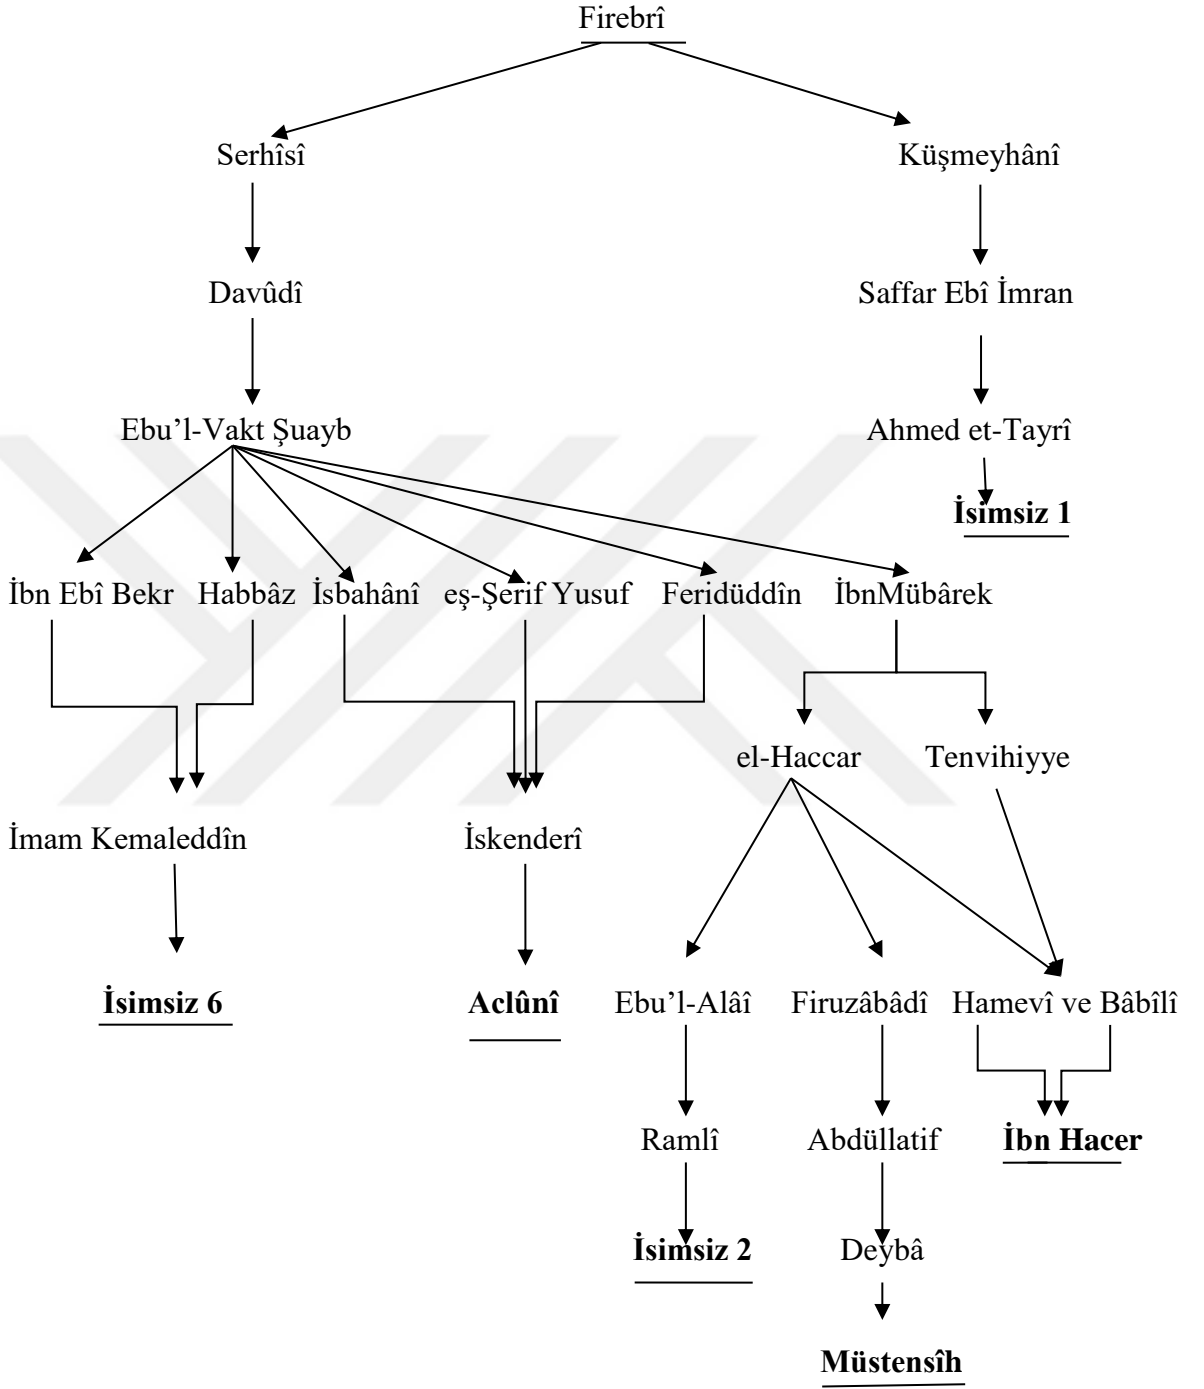 Firebrî
Serhîsî Küşmeyhânî
Davûdî Saffar Ebî İmran
Ebu’l-Vakt Şuayb Ahmed et-Tayrî
İsimsiz 1
İbn Ebî Bekr Habbâz İsbahânî eş-Şerif Yusuf Feridüddîn İbnMübârek
el-Haccar Tenvihiyye
İmam Kemaleddîn İskenderî
İsimsiz 6 Aclûnî Ebu’l-Alâî Firuzâbâdî Hamevî ve Bâbîlî
Ramlî Abdüllatif İbn Hacer
İsimsiz 2 Deybâ
Müstensîh